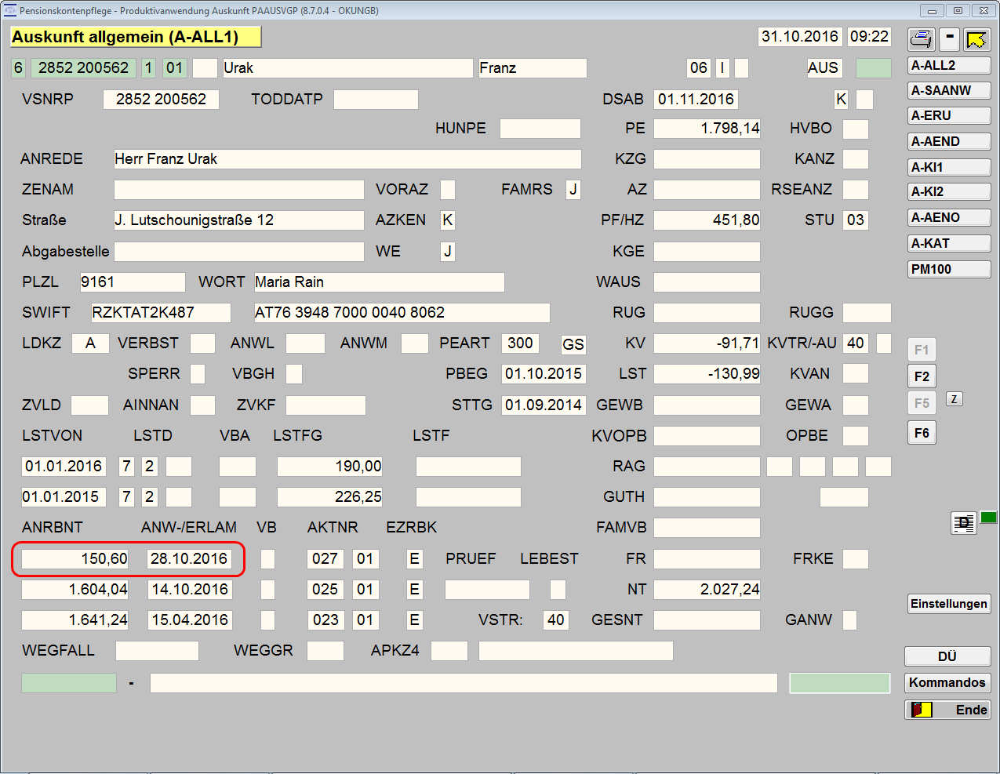 Pensionskontenpflege - Produktivanwendung Auskunft PAAUSVGP (8.7.0.4 - OKUNGB)
Auskunft allgemein (A-ALL1) 31.10.2016 09:22 -
6 2852 200562 1 01 Urak Franz 06 I AUS A-ALL2
A-SAANW
VSNRP 2852 200562 TODDATP DSAB 01.11.2016 K
A-ERU
HUNPE PE 1.798,14 HVBO
A-AEND
ANREDE Herr Franz Urak KZG KANZ
A-KI1
ZENAM VORAZ FAMRS J AZ RSEANZ A-KI2
Straße J. Lutschounigstraße 12 AZKEN K PF/HZ 451,80 STU 03 A-AENO
A-KAT
Abgabestelle WE J KGE
PM100
PLZL 9161 WORT Maria Rain WAUS
SWIFT RZKTAT2K487 AT76 3948 7000 0040 8062 RUG RUGG
LDKZ A VERBST ANWL ANWM PEART 300 GS KV -91,71 KVTR/-AU 40 F1
SPERR VBGH PBEG 01.10.2015 LST -130,99 KVAN F2
ZVLD AINNAN ZVKF STTG 01.09.2014 GEWB GEWA F5 Z
LSTVON LSTD VBA LSTFG LSTF KVOPB OPBE F6
01.01.2016 7 2 190,00 RAG
01.01.2015 7 2 226,25 GUTH
ANRBNT ANW-/ERLAM VB AKTNR EZRBK FAMVB D
150,60 28.10.2016 027 01 E PRUEF LEBEST FR FRKE
1.604,04 14.10.2016 025 01 E NT 2.027,24
Einstellungen
1.641,24 15.04.2016 023 01 E VSTR: 40 GESNT GANW
WEGFALL WEGGR APKZ4 DÜ
- Kommandos
Ende